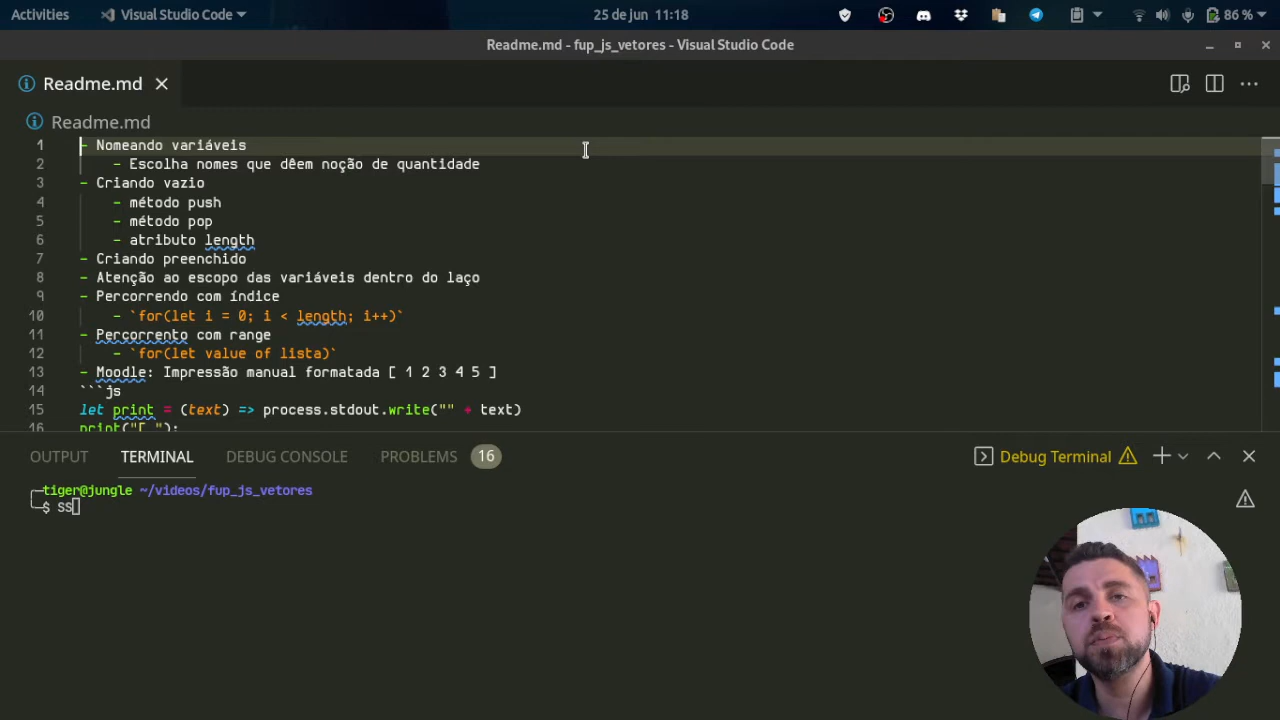 Activities Visual Studio Code 25 de jun 11:18 86 %
Readme.md - fup_js_vetores - Visual Studio Code
Readme.md
Readme.md
1 - Nomeando variáveis
2 - Escolha nomes que dêem noção de quantidade
3 - Criando vazio
4 - método push
5 - método pop
6 - atributo length
7 - Criando preenchido
8 - Atenção ao escopo das variáveis dentro do laço
9 - Percorrendo com índice
10 - `for(let i = 0; i < length; i++)`
11 - Percorrento com range
12 - `for(let value of lista)`
13 - Moodle: Impressão manual formatada [ 1 2 3 4 5 ]
14 ```js
15 let print = (text) => process.stdout.write("" + text)
16 print("[ ");
OUTPUT TERMINAL DEBUG CONSOLE PROBLEMS 16 Debug Terminal
tiger@jungle ~/videos/fup_js_vetores
$ ss